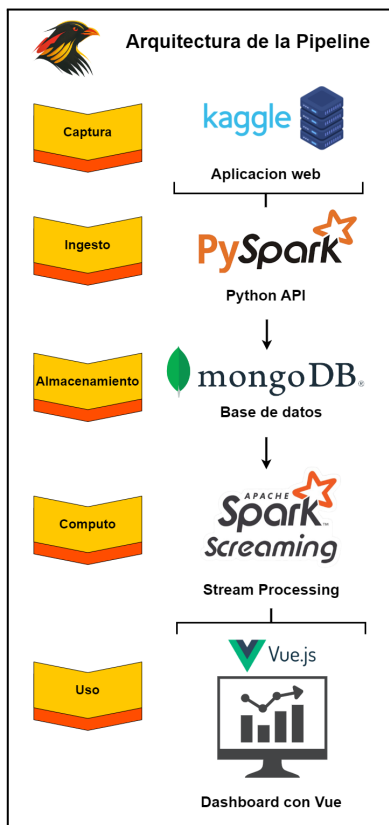 Arquitectura de la Pipeline
Captura
kaggle
Aplicacion web
Ingesto
PySpark
Python API
Almacenamiento
mongoDB®
Base de datos
Computo
APACHE
Spark™
Screaming
Stream Processing
Vue.js
Uso
Dashboard con Vue